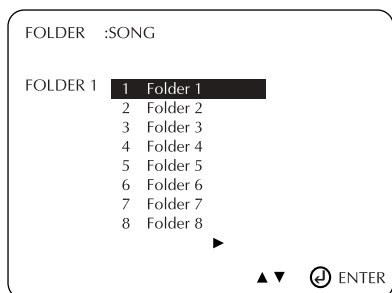 FOLDER :SONG
FOLDER 1 1 Folder 1
2 Folder 2
3 Folder 3
4 Folder 4
5 Folder 5
6 Folder 6
7 Folder 7
8 Folder 8
►
▲ ▼ ENTER